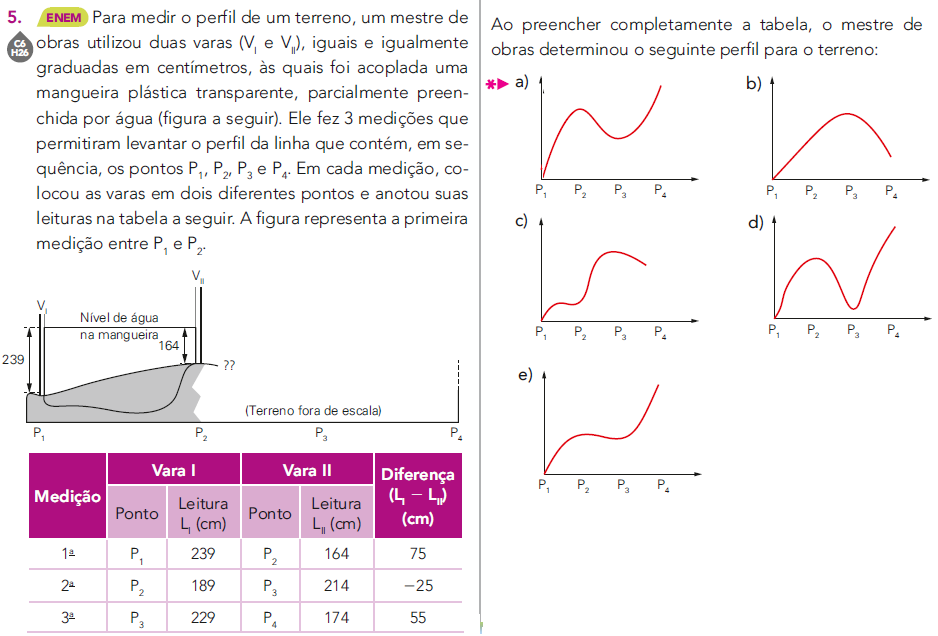 5. ENEM Para medir o perfil de um terreno, um mestre de
C6
H26
obras utilizou duas varas (V_I e V_II), iguais e igualmente
graduadas em centímetros, às quais foi acoplada uma
mangueira plástica transparente, parcialmente preen-
chida por água (figura a seguir). Ele fez 3 medições que
permitiram levantar o perfil da linha que contém, em se-
quência, os pontos P₁, P₂, P₃ e P₄. Em cada medição, co-
locou as varas em dois diferentes pontos e anotou suas
leituras na tabela a seguir. A figura representa a primeira
medição entre P₁ e P₂.
V_II
V_I
Nível de água
na mangueira
164
239
??
(Terreno fora de escala)
P₁ P₂ P₃ P₄
Medição Vara I Vara II Diferença (L_I − L_II) (cm)
Ponto Leitura L_I (cm) Ponto Leitura L_II (cm)
1ª P₁ 239 P₂ 164 75
2ª P₂ 189 P₃ 214 −25
3ª P₃ 229 P₄ 174 55
Ao preencher completamente a tabela, o mestre de
obras determinou o seguinte perfil para o terreno:
a)
P₁ P₂ P₃ P₄
b)
P₁ P₂ P₃ P₄
c)
P₁ P₂ P₃ P₄
d)
P₁ P₂ P₃ P₄
e)
P₁ P₂ P₃ P₄